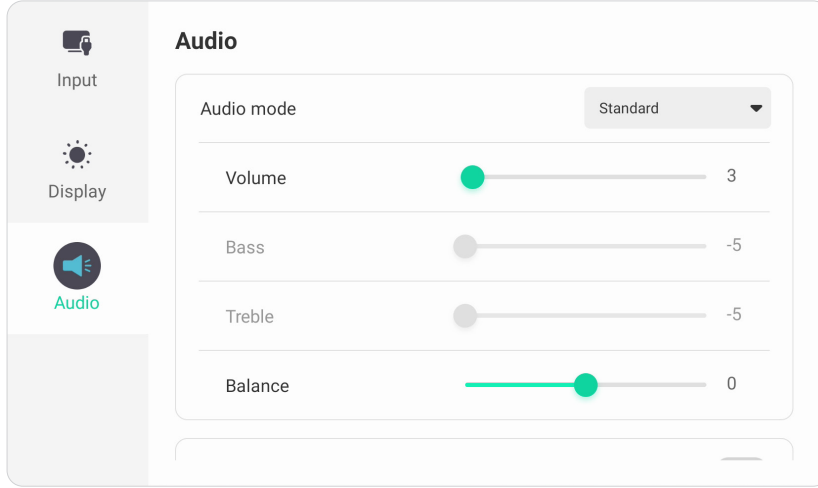 Input
Display
Audio
Audio
Audio mode
Standard
Volume
3
Bass
-5
Treble
-5
Balance
0